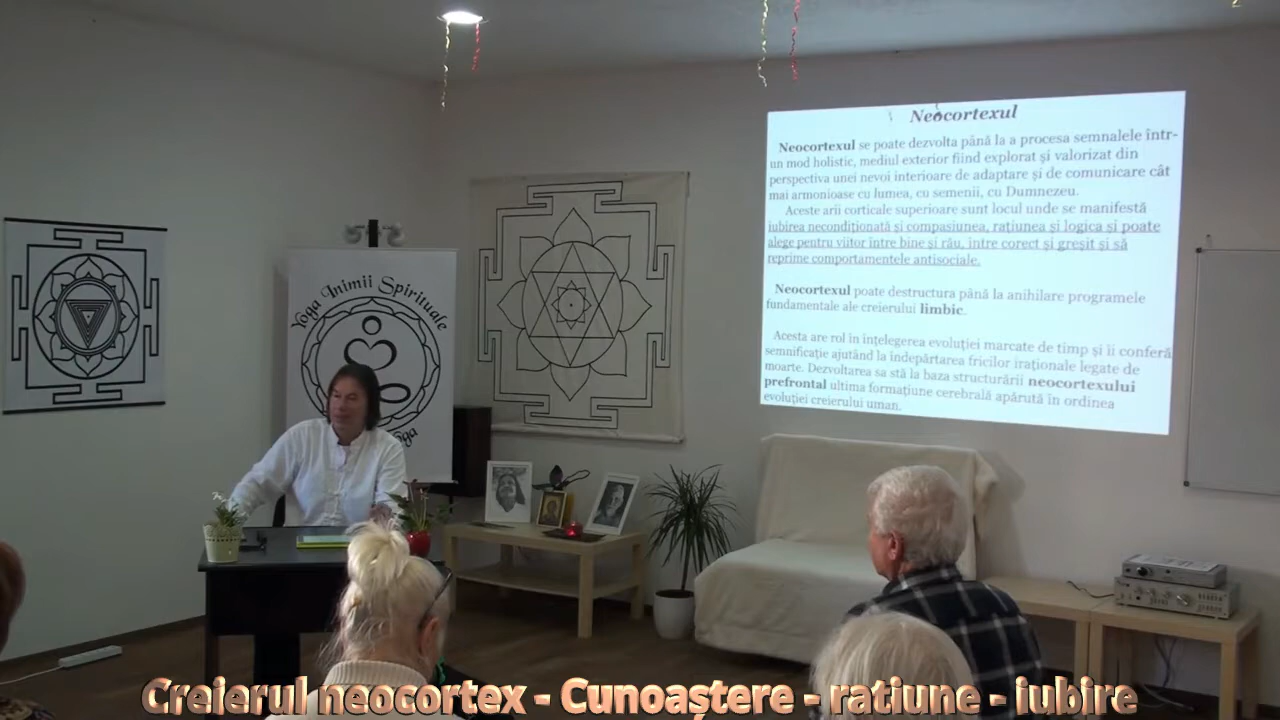 Neocortexul
Neocortexul se poate dezvolta până la a procesa semnalele într-
un mod holistic, mediul exterior fiind explorat și valorizat din
perspectiva unei nevoi interioare de adaptare și de comunicare cât
mai armonioase cu lumea, cu semenii, cu Dumnezeu.
Aceste arii corticale superioare sunt locul unde se manifestă
iubirea necondiționată și compasiunea, rațiunea și logica și poate
alege pentru viitor între bine și rău, între corect și greșit și să
reprime comportamentele antisociale.
Neocortexul poate destructura până la anihilare programele
fundamentale ale creierului limbic.
Acesta are rol in înțelegerea evoluției marcate de timp și îi conferă
semnificație ajutând la îndepărtarea fricilor iraționale legate de
moarte. Dezvoltarea sa stă la baza structurării neocortexului
prefrontal ultima formațiune cerebrală apărută în ordinea
evoluției creierului uman.
Yoga Inimii Spirituale
Yoga
Creierul neocortex - Cunoaștere - rațiune - iubire